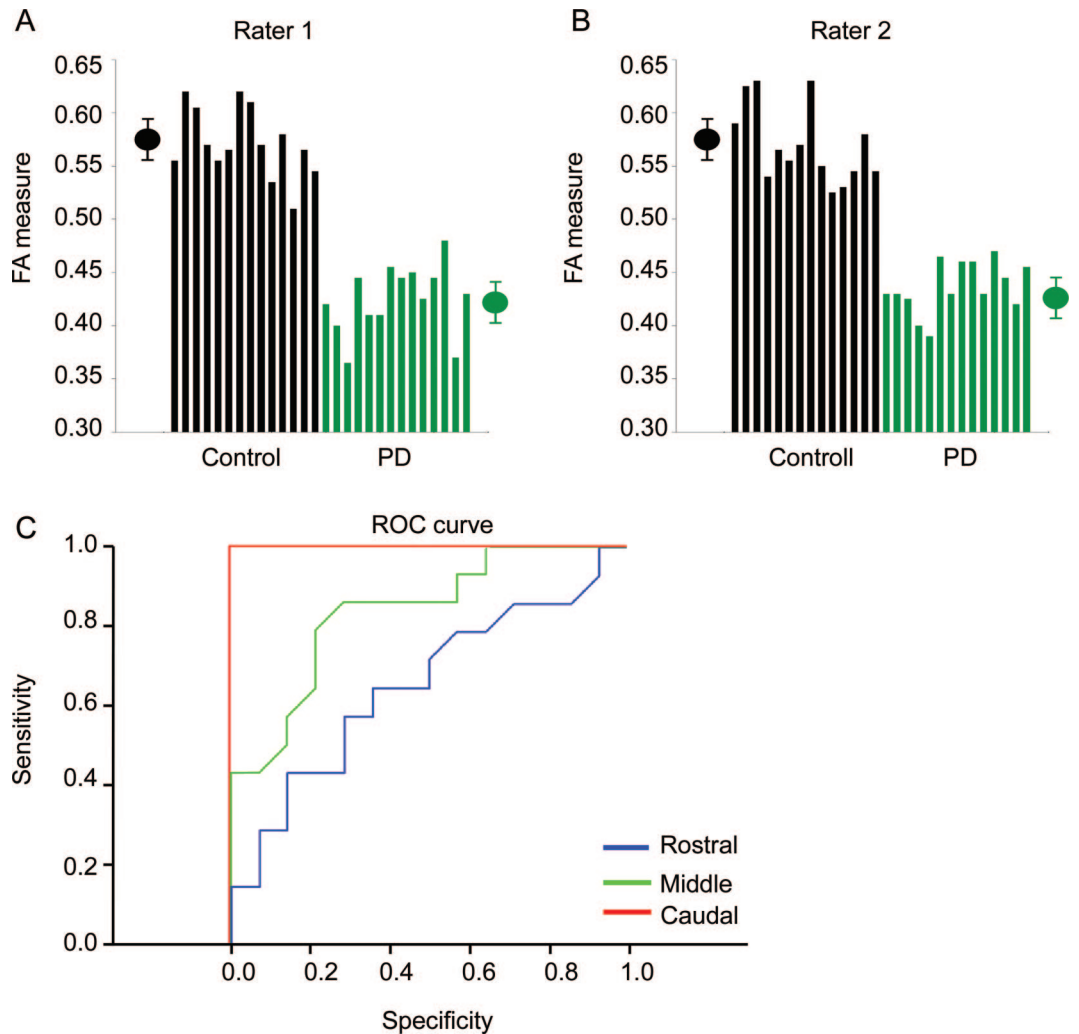 A
Rater 1
FA measure
0.65
0.60
0.55
0.50
0.45
0.40
0.35
0.30
Control PD
B
Rater 2
FA measure
0.65
0.60
0.55
0.50
0.45
0.40
0.35
0.30
Controll PD
C
ROC curve
Sensitivity
1.0
0.8
0.6
0.4
0.2
0.0
Rostral
Middle
Caudal
0.0 0.2 0.4 0.6 0.8 1.0
Specificity